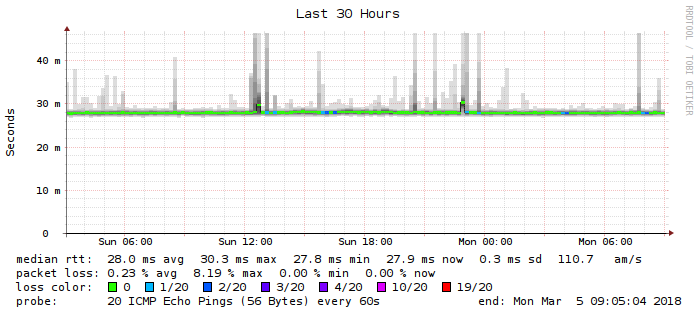 Last 30 Hours
RRDTOOL / TOBI OETIKER
Seconds
40 m
30 m
20 m
10 m
0
Sun 06:00 Sun 12:00 Sun 18:00 Mon 00:00 Mon 06:00
median rtt: 28.0 ms avg 30.3 ms max 27.8 ms min 27.9 ms now 0.3 ms sd 110.7 am/s
packet loss: 0.23 % avg 8.19 % max 0.00 % min 0.00 % now
loss color: 0 1/20 2/20 3/20 4/20 10/20 19/20
probe: 20 ICMP Echo Pings (56 Bytes) every 60s end: Mon Mar 5 09:05:04 2018